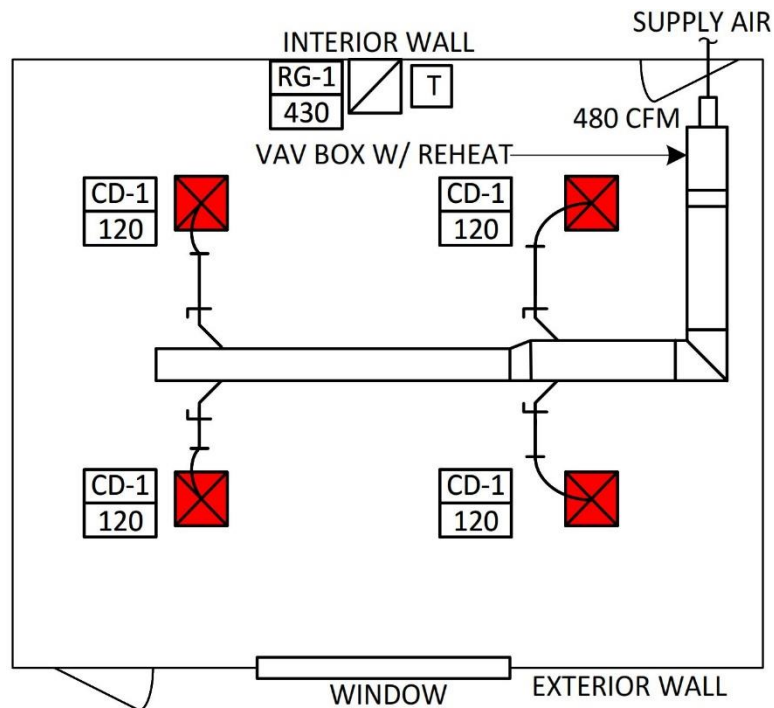 SUPPLY AIR
INTERIOR WALL
RG-1
430
T
480 CFM
VAV BOX W/ REHEAT
CD-1
120
CD-1
120
CD-1
120
CD-1
120
WINDOW
EXTERIOR WALL